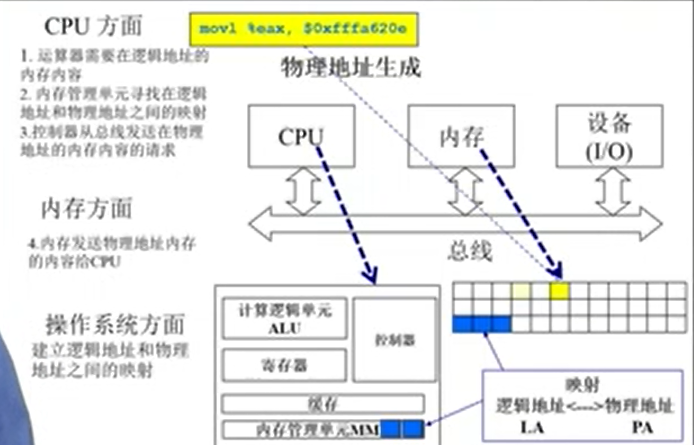 CPU 方面
movl %eax, $0xfffa620e
1. 运算器需要在逻辑地址的
内存内容
2. 内存管理单元寻找在逻辑
地址和物理地址之间的映射
3.控制器从总线发送在物理
地址的内存内容的请求
物理地址生成
CPU
内存
设备
(I/O)
内存方面
4.内存发送物理地址内存
的内容给CPU
总线
操作系统方面
建立逻辑地址和物理
地址之间的映射
计算逻辑单元
ALU
控制器
寄存器
缓存
内存管理单元MM
映射
逻辑地址<--->物理地址
LA PA